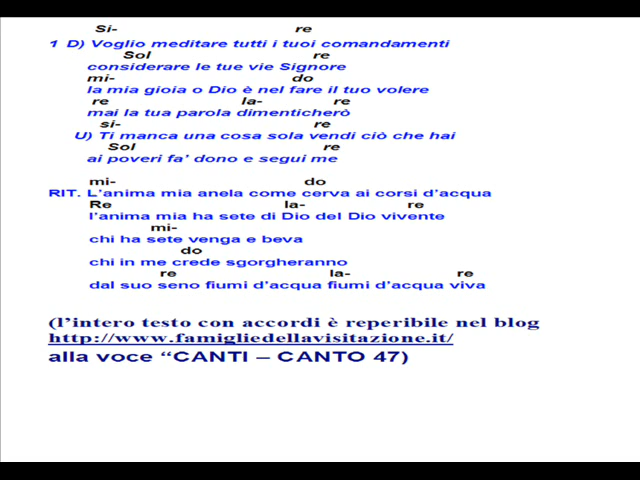 Si- re
1 D) Voglio meditare tutti i tuoi comandamenti
Sol re
considerare le tue vie Signore
mi- do
la mia gioia o Dio è nel fare il tuo volere
re la- re
mai la tua parola dimenticherò
si- re
U) Ti manca una cosa sola vendi ciò che hai
Sol re
ai poveri fa' dono e segui me
mi- do
RIT. L'anima mia anela come cerva ai corsi d'acqua
Re la- re
l'anima mia ha sete di Dio del Dio vivente
mi-
chi ha sete venga e beva
do
chi in me crede sgorgheranno
re la- re
dal suo seno fiumi d'acqua fiumi d'acqua viva
(l'intero testo con accordi è reperibile nel blog
http://www.famigliedellavisitazione.it/
alla voce “CANTI – CANTO 47)